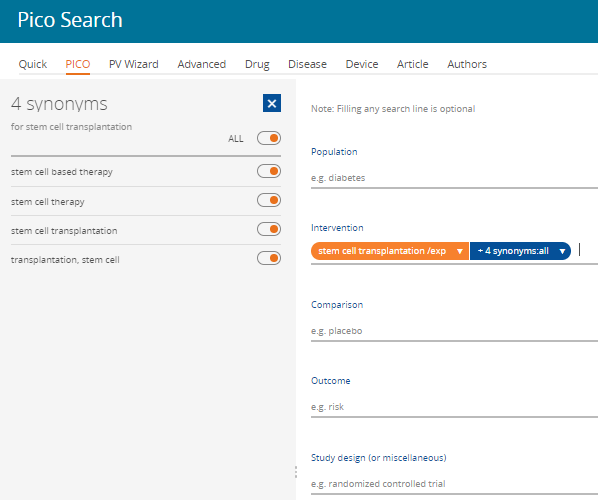 Pico Search
Quick PICO PV Wizard Advanced Drug Disease Device Article Authors
4 synonyms
for stem cell transplantation
ALL
stem cell based therapy
stem cell therapy
stem cell transplantation
transplantation, stem cell
Note: Filling any search line is optional
Population
e.g. diabetes
Intervention
stem cell transplantation /exp + 4 synonyms:all
Comparison
e.g. placebo
Outcome
e.g. risk
Study design (or miscellaneous)
e.g. randomized controlled trial